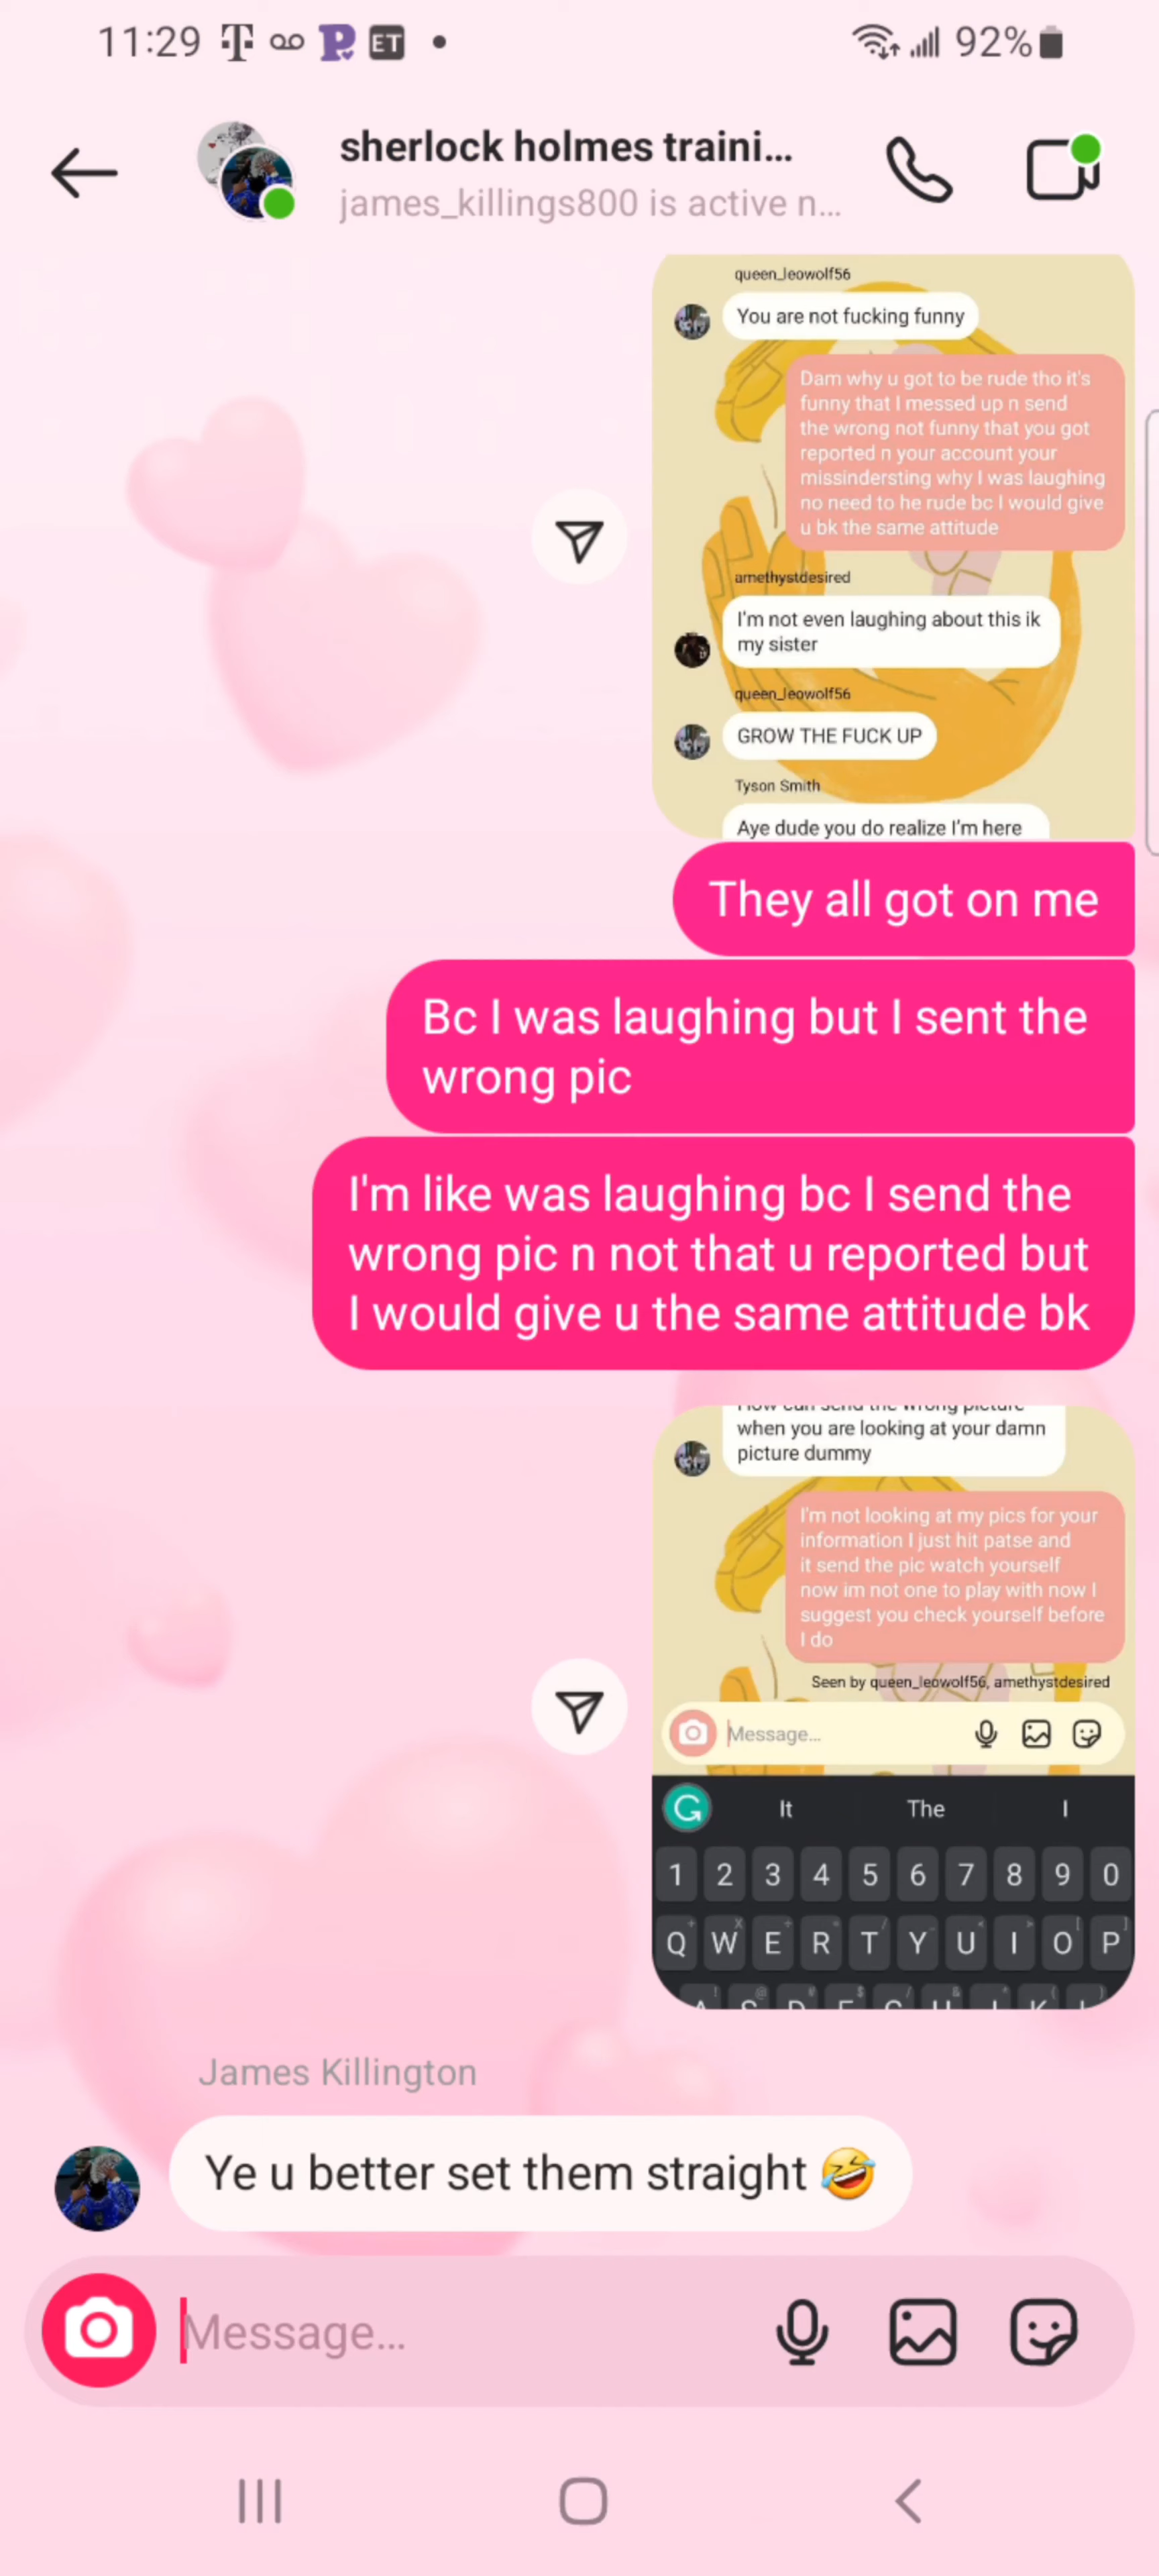 11:29 ET 92%
sherlock holmes traini...
james_killings800 is active n...
queen_leowolf56
You are not fucking funny
Dam why u got to be rude tho it's
funny that I messed up n send
the wrong not funny that you got
reported n your account your
missindersting why I was laughing
no need to he rude bc I would give
u bk the same attitude
amethystdesired
I'm not even laughing about this ik
my sister
queen_leowolf56
GROW THE FUCK UP
Tyson Smith
Aye dude you do realize I'm here
They all got on me
Bc I was laughing but I sent the
wrong pic
I'm like was laughing bc I send the
wrong pic n not that u reported but
I would give u the same attitude bk
How can send the wrong picture
when you are looking at your damn
picture dummy
I'm not looking at my pics for your
information I just hit patse and
it send the pic watch yourself
now im not one to play with now I
suggest you check yourself before
I do
Seen by queen_leowolf56, amethystdesired
Message...
It The I
1 2 3 4 5 6 7 8 9 0
Q W E R T Y U I O P
A S D F G H J K L
James Killington
Ye u better set them straight 🤣
Message...